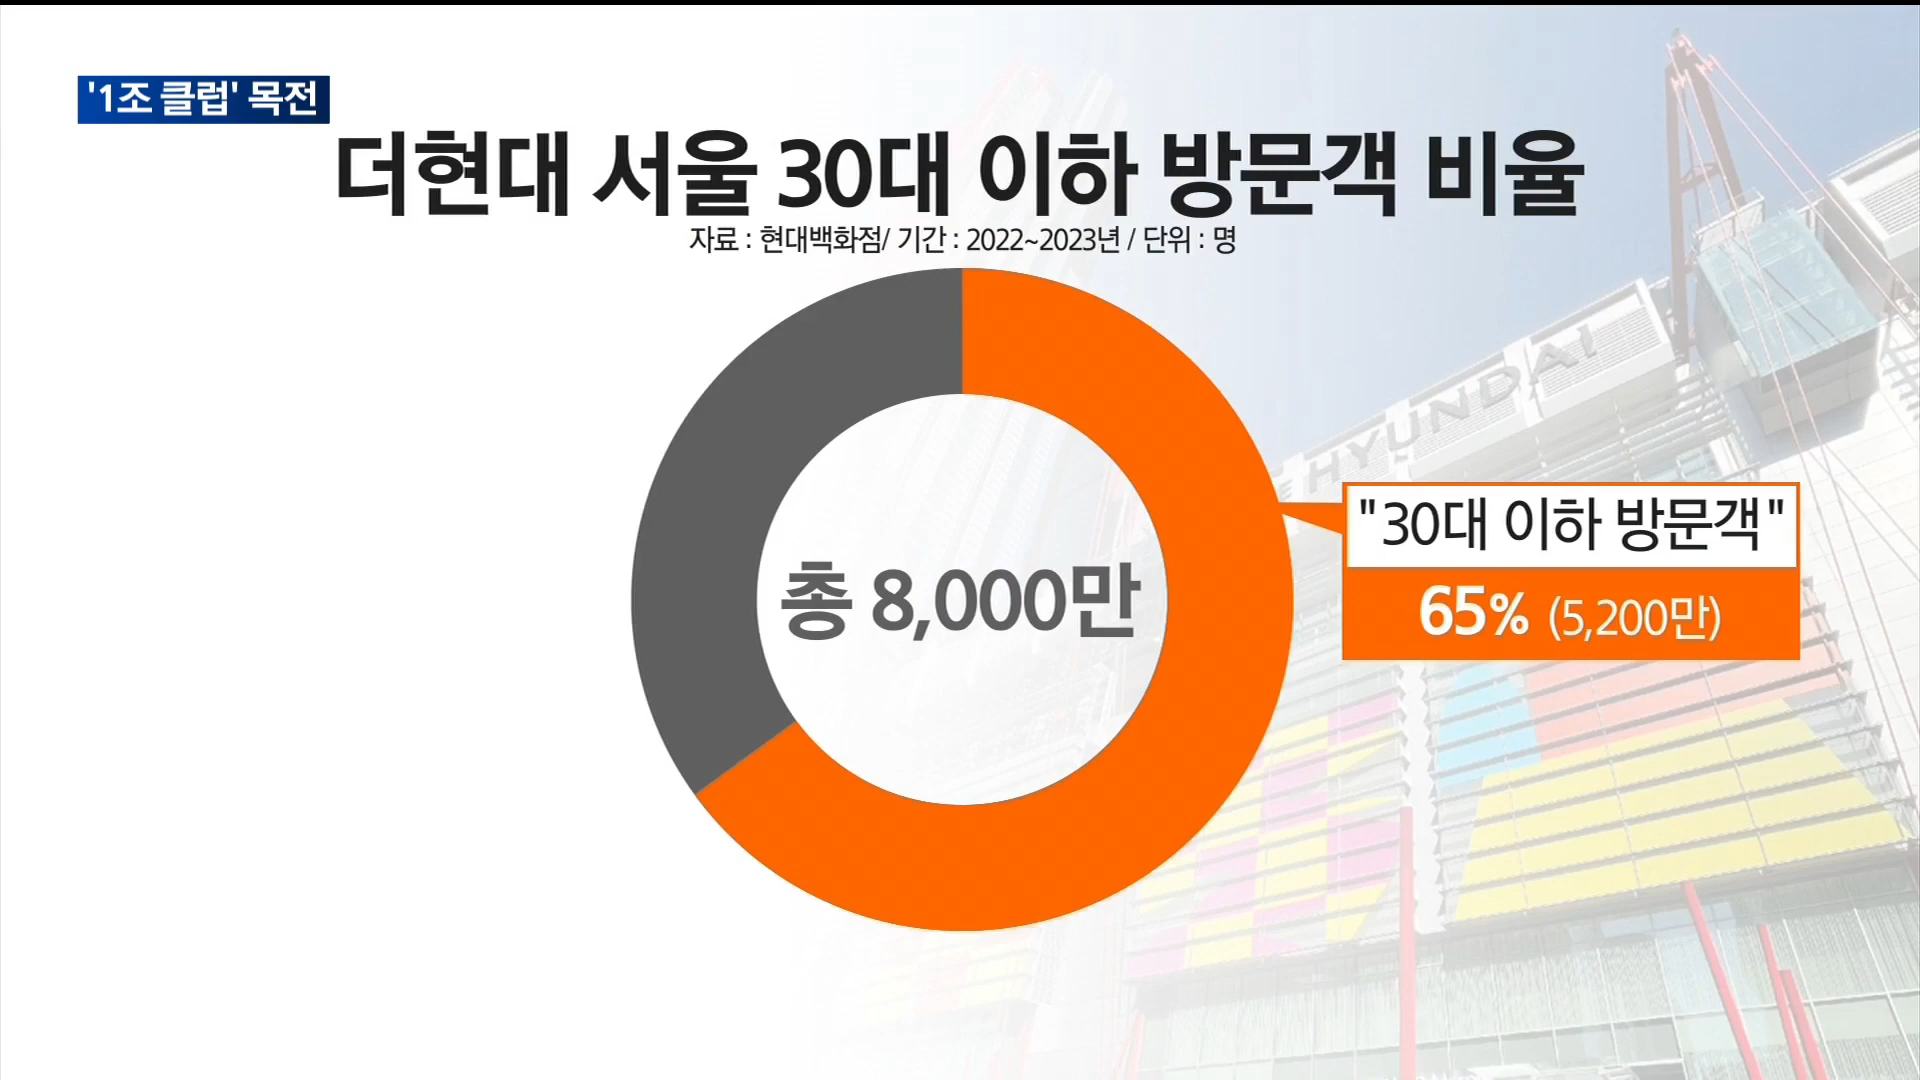 '1조 클럽' 목전
더현대 서울 30대 이하 방문객 비율
자료 : 현대백화점/ 기간 : 2022~2023년 / 단위 : 명
HYUNDAI
"30대 이하 방문객"
총 8,000만
65% (5,200만)